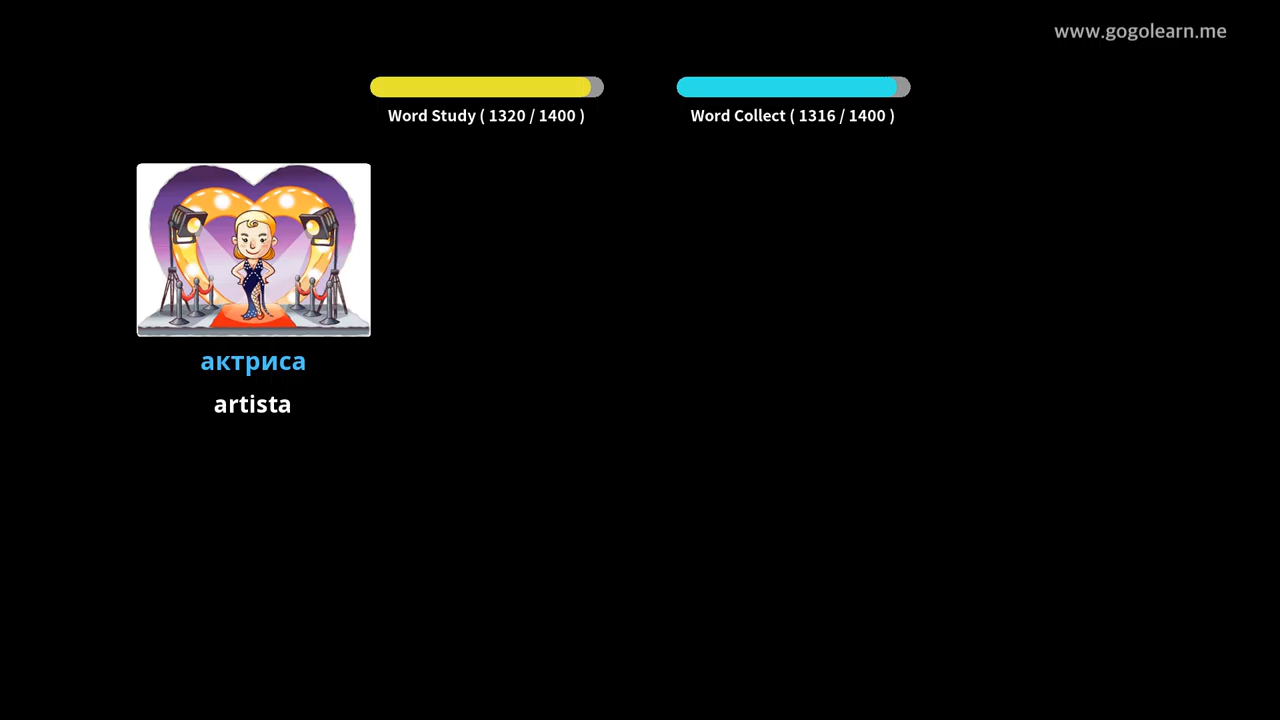 www.gogolearn.me
Word Study ( 1320 / 1400 )
Word Collect ( 1316 / 1400 )
актриса
artista